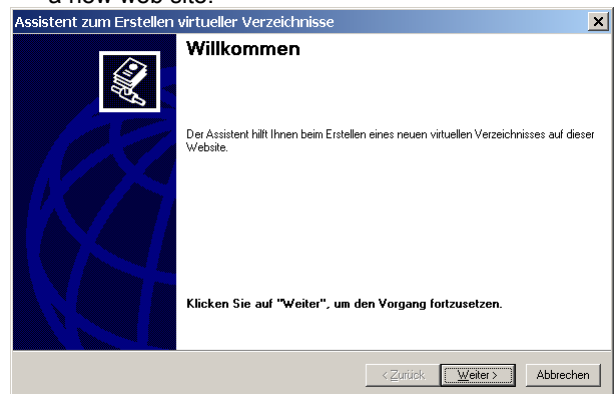 a new web site.
Assistent zum Erstellen virtueller Verzeichnisse
Willkommen
Der Assistent hilft Ihnen beim Erstellen eines neuen virtuellen Verzeichnisses auf dieser
Website.
Klicken Sie auf "Weiter", um den Vorgang fortzusetzen.
< Zurück Weiter > Abbrechen